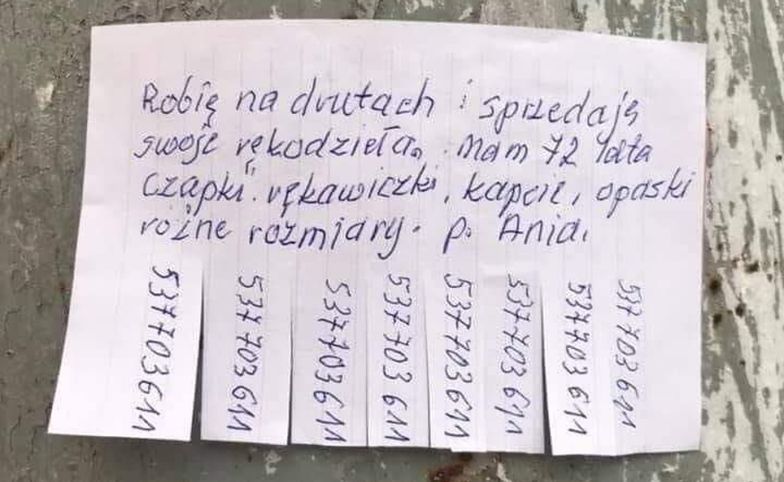 Robię na drutach i sprzedaję
swoje rękodzieła. Mam 72 lata
czapki. rękawiczki, kapcie, opaski
różne rozmiary. p. Ania.
537703611
537703611
537703611
537703611
537703611
537703611
537703611
537703611